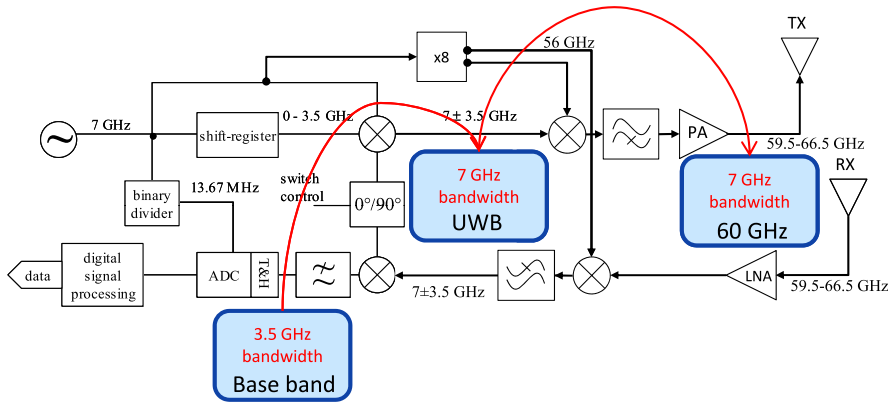 TX
56 GHz
x8
7 GHz
0 - 3.5 GHz
7 ± 3.5 GHz
shift-register
PA
59.5-66.5 GHz
RX
7 GHz
bandwidth
UWB
7 GHz
bandwidth
60 GHz
binary
divider
13.67 MHz
switch
control
0°/90°
data
digital
signal
processing
ADC
T&H
7±3.5 GHz
LNA
59.5-66.5 GHz
3.5 GHz
bandwidth
Base band